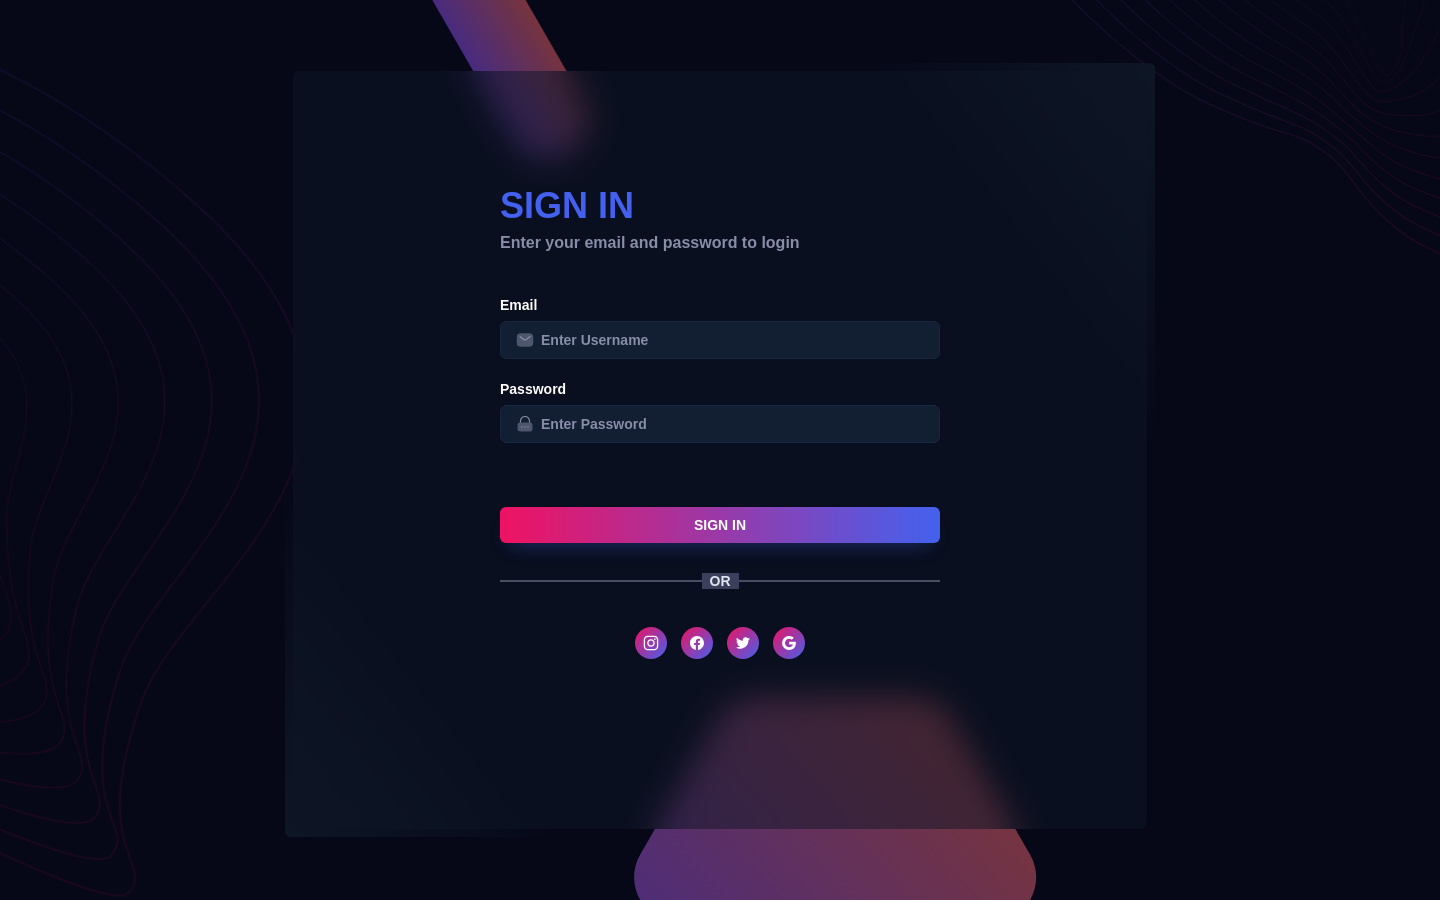 SIGN IN
Enter your email and password to login
Email
Enter Username
Password
Enter Password
SIGN IN
OR